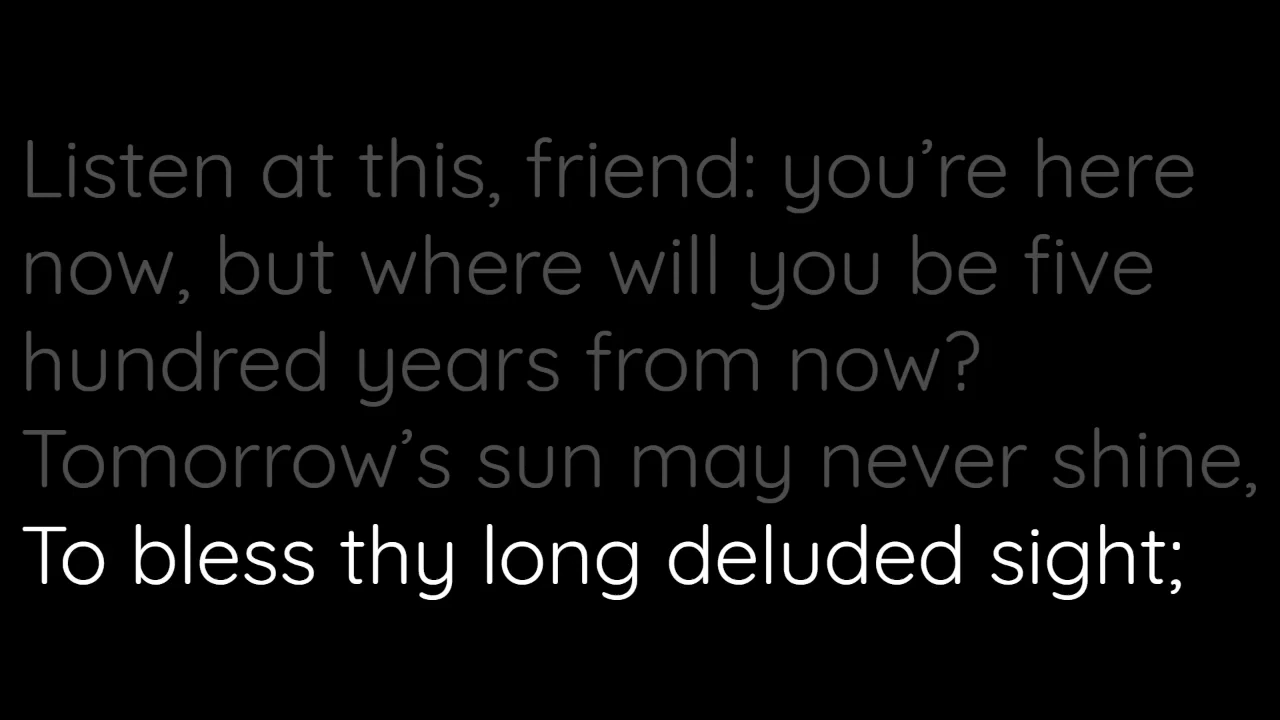 Listen at this, friend: you’re here
now, but where will you be five
hundred years from now?
Tomorrow’s sun may never shine,
To bless thy long deluded sight;